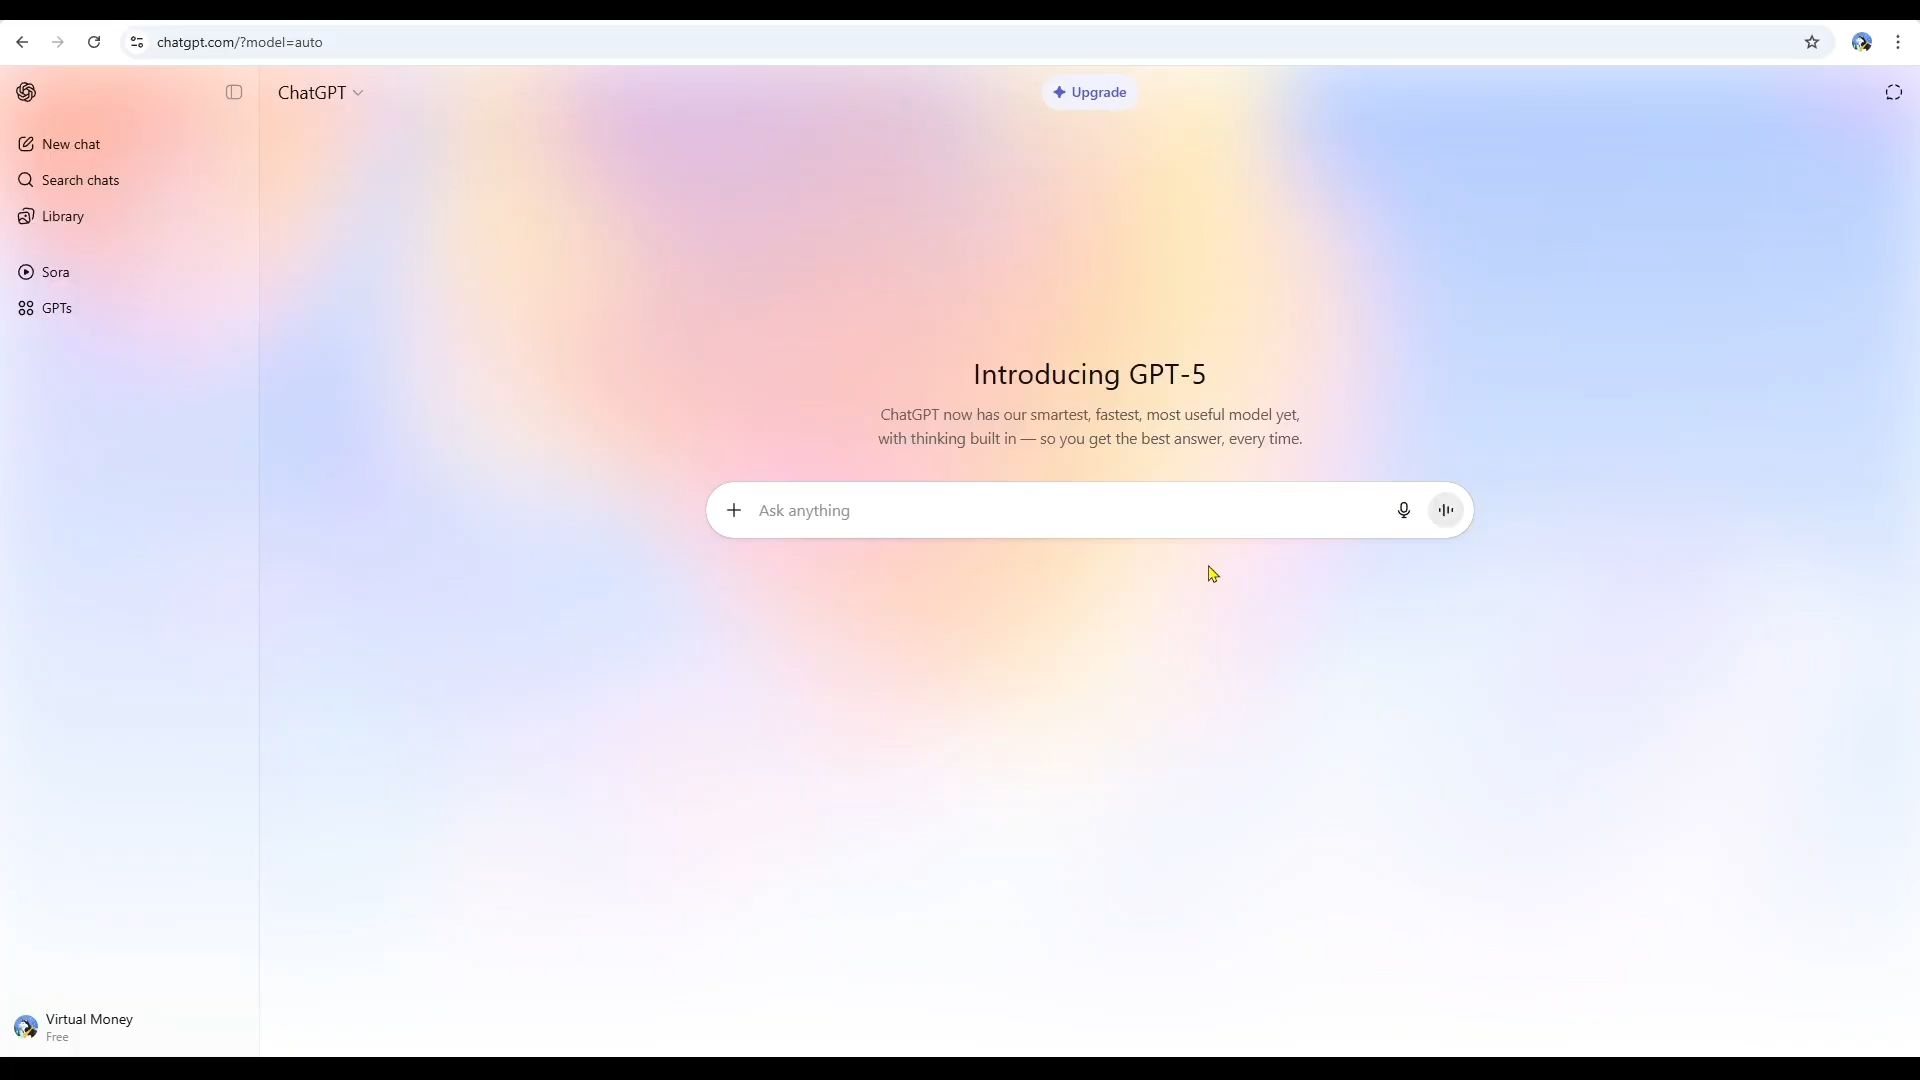 chatgpt.com/?model=auto
ChatGPT
Upgrade
New chat
Search chats
Library
Sora
GPTs
Introducing GPT-5
ChatGPT now has our smartest, fastest, most useful model yet,
with thinking built in — so you get the best answer, every time.
Ask anything
Virtual Money
Free